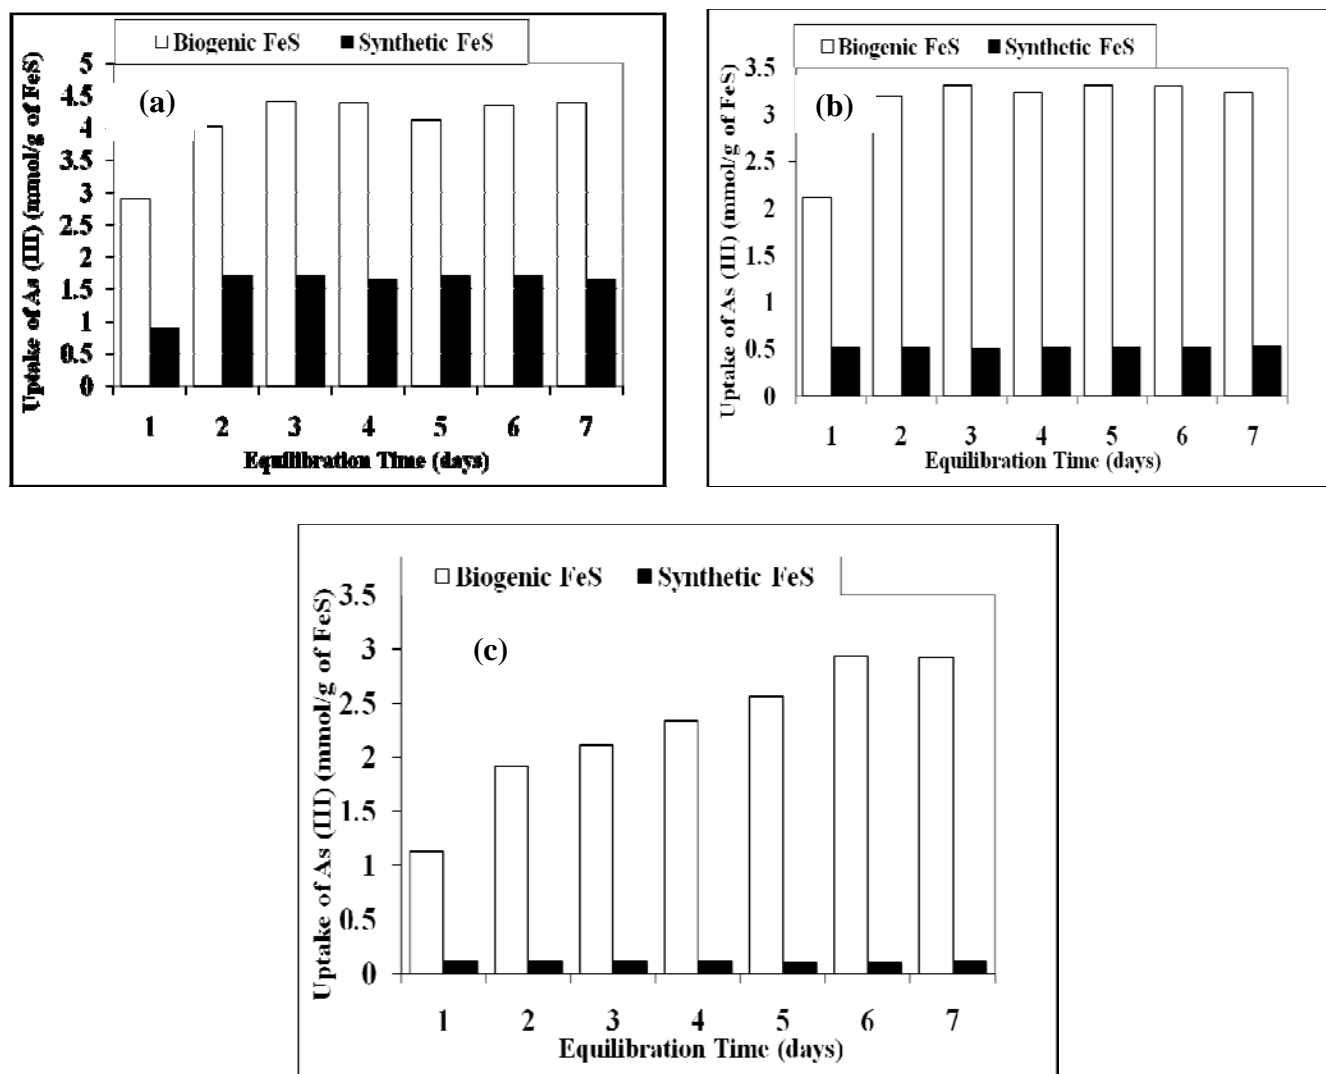 Biogenic FeS Synthetic FeS
(a)
Uptake of As (III) (mmol/g of FeS)
5
4.5
4
3.5
3
2.5
2
1.5
1
0.5
0
1 2 3 4 5 6 7
Equilibration Time (days)
Biogenic FeS Synthetic FeS
(b)
Uptake of As (III) (mmol/g of FeS)
3.5
3
2.5
2
1.5
1
0.5
0
1 2 3 4 5 6 7
Equilibration Time (days)
Biogenic FeS Synthetic FeS
(c)
Uptake of As (III) (mmol/g of FeS)
3.5
3
2.5
2
1.5
1
0.5
0
1 2 3 4 5 6 7
Equilibration Time (days)